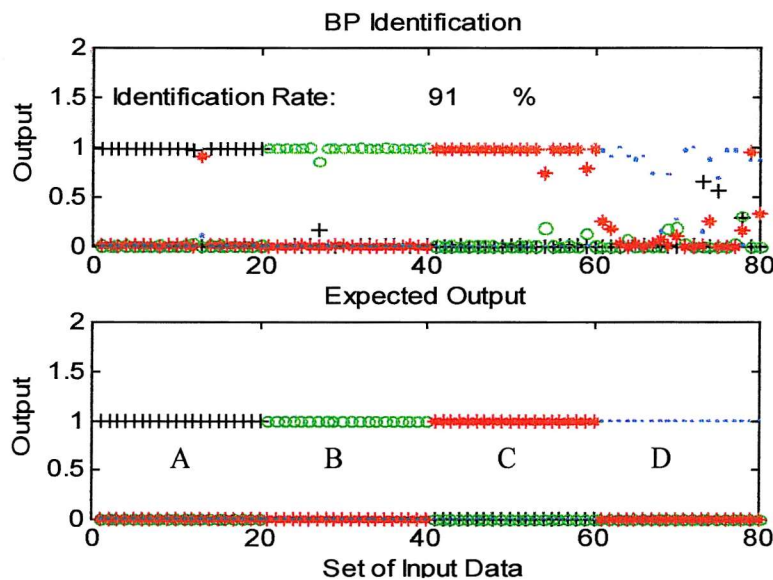 BP Identification
2
1.5
1
0.5
0
Output
Identification Rate: 91 %
0 20 40 60 80
Expected Output
2
1.5
1
0.5
0
Output
A B C D
0 20 40 60 80
Set of Input Data